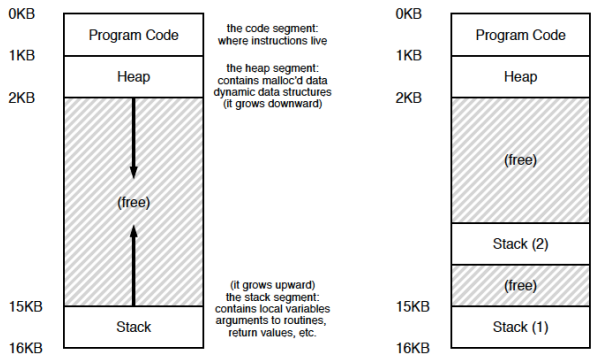 0KB
Program Code
the code segment:
where instructions live
1KB
Heap
the heap segment:
contains malloc'd data
dynamic data structures
(it grows downward)
2KB
(free)
(it grows upward)
the stack segment:
contains local variables
arguments to routines,
return values, etc.
15KB
Stack
16KB
0KB
Program Code
1KB
Heap
2KB
(free)
Stack (2)
(free)
15KB
Stack (1)
16KB